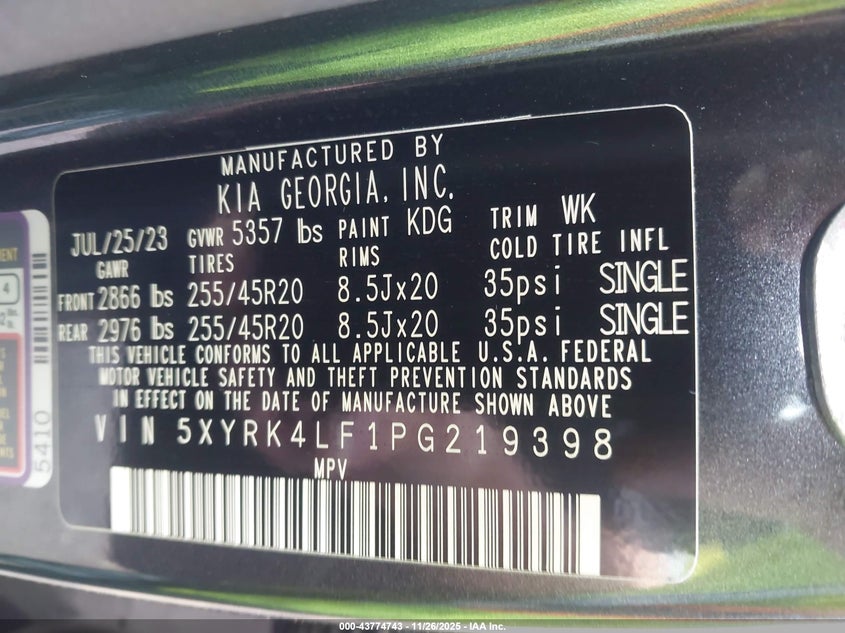 MANUFACTURED BY
KIA GEORGIA, INC.
JUL/25/23 GVWR 5357 lbs PAINT KDG TRIM WK
GAWR TIRES RIMS COLD TIRE INFL
FRONT 2866 lbs 255/45R20 8.5Jx20 35psi SINGLE
REAR 2976 lbs 255/45R20 8.5Jx20 35psi SINGLE
THIS VEHICLE CONFORMS TO ALL APPLICABLE U.S.A. FEDERAL
MOTOR VEHICLE SAFETY AND THEFT PREVENTION STANDARDS
IN EFFECT ON THE DATE OF MANUFACTURE SHOWN ABOVE
VIN 5XYRK4LF1PG219398
MPV
4
5410
000-43774743 - 11/26/2025 - IAA Inc.